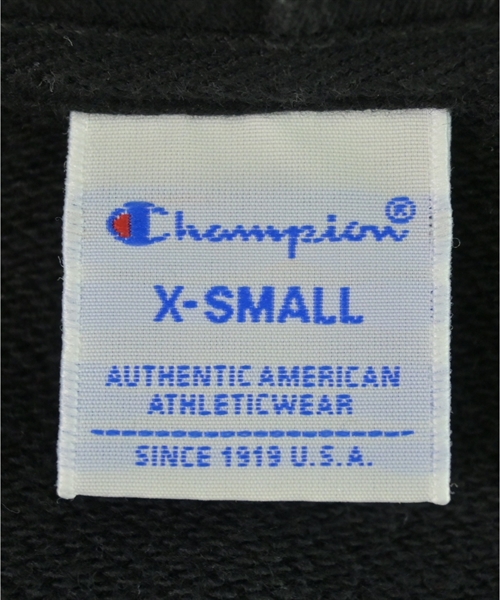 Champion®
X-SMALL
AUTHENTIC AMERICAN
ATHLETICWEAR
SINCE 1919 U.S.A.